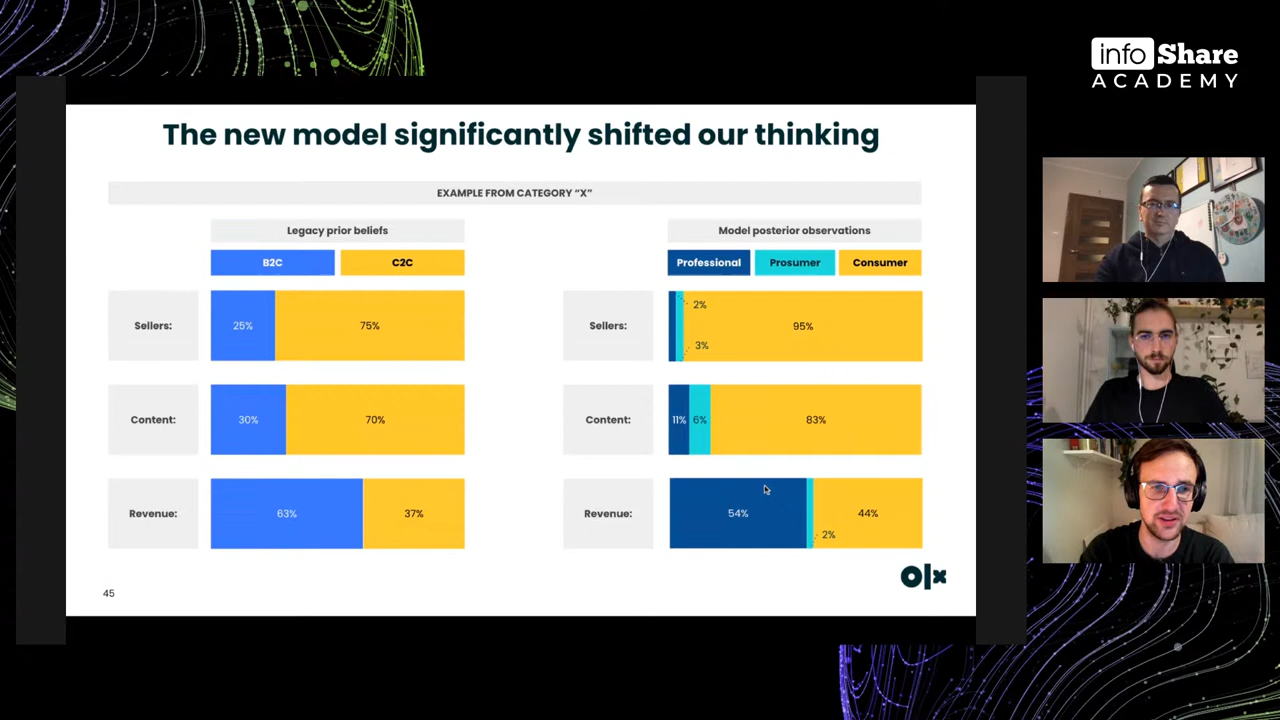 info Share
ACADEMY
The new model significantly shifted our thinking
EXAMPLE FROM CATEGORY “X”
Legacy prior beliefs
B2C
C2C
Sellers:
25%
75%
Content:
30%
70%
Revenue:
63%
37%
Model posterior observations
Professional
Prosumer
Consumer
Sellers:
2%
3%
95%
Content:
11%
6%
83%
Revenue:
54%
2%
44%
45
olx